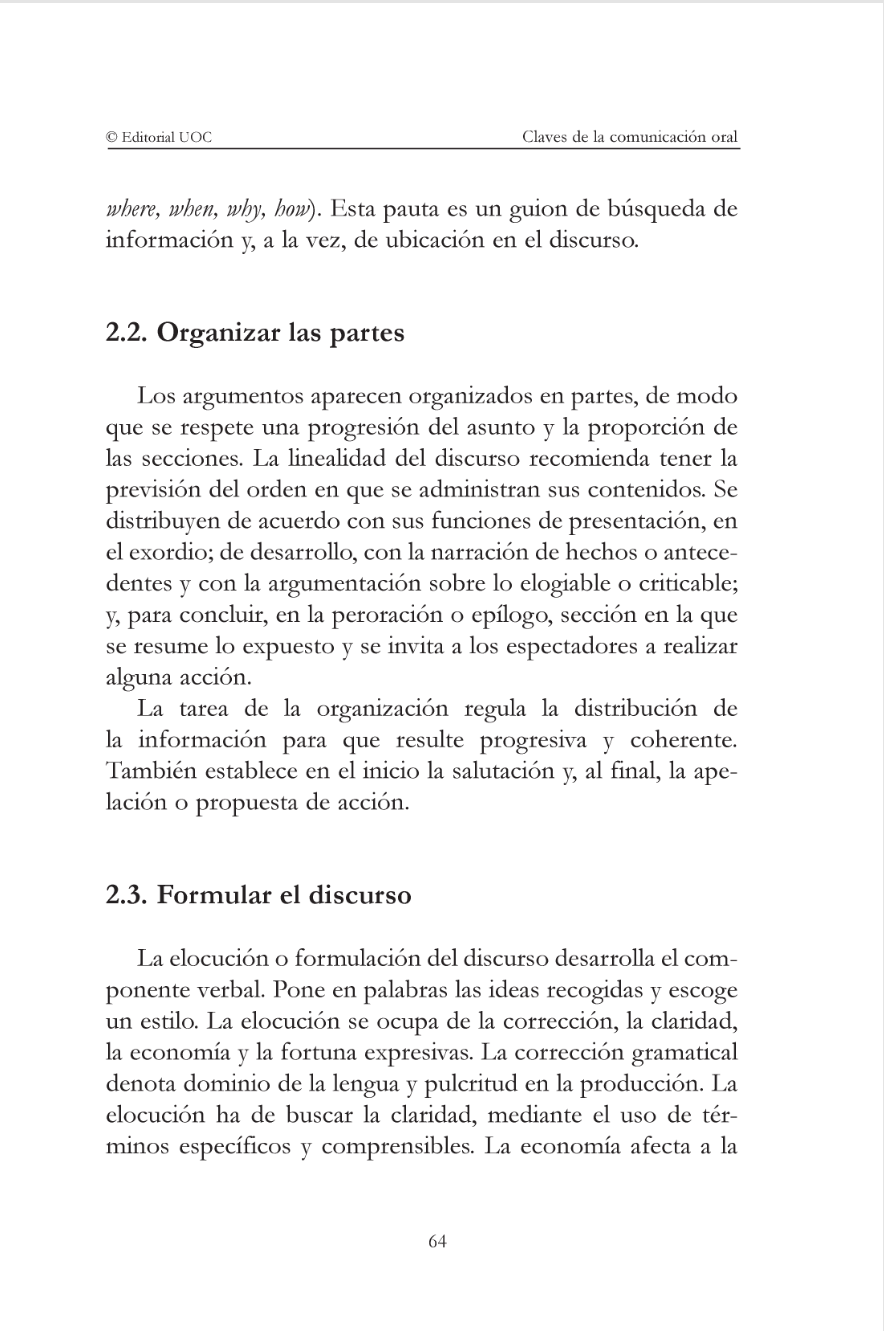 © Editorial UOC
Claves de la comunicación oral
where, when, why, how). Esta pauta es un guion de búsqueda de
información y, a la vez, de ubicación en el discurso.
2.2. Organizar las partes
Los argumentos aparecen organizados en partes, de modo
que se respete una progresión del asunto y la proporción de
las secciones. La linealidad del discurso recomienda tener la
previsión del orden en que se administran sus contenidos. Se
distribuyen de acuerdo con sus funciones de presentación, en
el exordio; de desarrollo, con la narración de hechos o antece-
dentes y con la argumentación sobre lo elogiable o criticable;
y, para concluir, en la peroración o epílogo, sección en la que
se resume lo expuesto y se invita a los espectadores a realizar
alguna acción.
La tarea de la organización regula la distribución de
la información para que resulte progresiva y coherente.
También establece en el inicio la salutación y, al final, la ape-
lación o propuesta de acción.
2.3. Formular el discurso
La elocución o formulación del discurso desarrolla el com-
ponente verbal. Pone en palabras las ideas recogidas y escoge
un estilo. La elocución se ocupa de la corrección, la claridad,
la economía y la fortuna expresivas. La corrección gramatical
denota dominio de la lengua y pulcritud en la producción. La
elocución ha de buscar la claridad, mediante el uso de tér-
minos específicos y comprensibles. La economía afecta a la
64